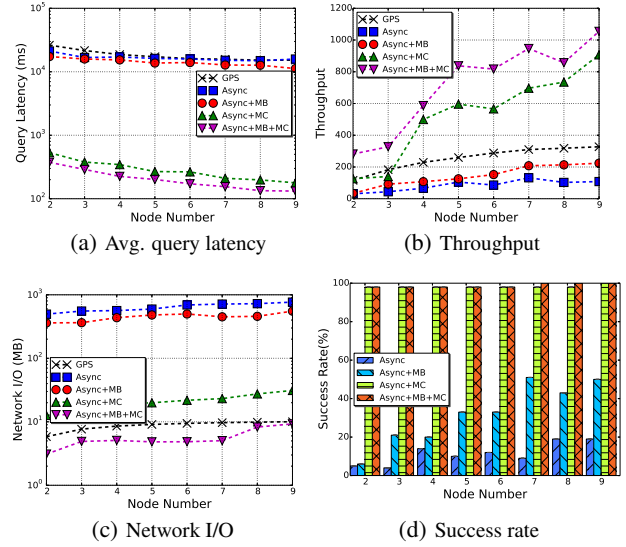 10^5
10^4
10^3
10^2
Query Latency (ms)
GPS
Async
Async+MB
Async+MC
Async+MB+MC
2 3 4 5 6 7 8 9
Node Number
(a) Avg. query latency
1200
1000
800
600
400
200
0
Throughput
GPS
Async
Async+MB
Async+MC
Async+MB+MC
2 3 4 5 6 7 8 9
Node Number
(b) Throughput
10^3
10^2
10^1
10^0
Network I/O (MB)
GPS
Async
Async+MB
Async+MC
Async+MB+MC
2 3 4 5 6 7 8 9
Node Number
(c) Network I/O
100
80
60
40
20
0
Success Rate(%)
Async
Async+MB
Async+MC
Async+MB+MC
2 3 4 5 6 7 8 9
Node Number
(d) Success rate